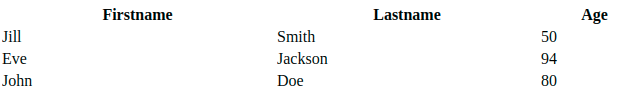 Firstname Lastname Age
Jill Smith 50
Eve Jackson 94
John Doe 80